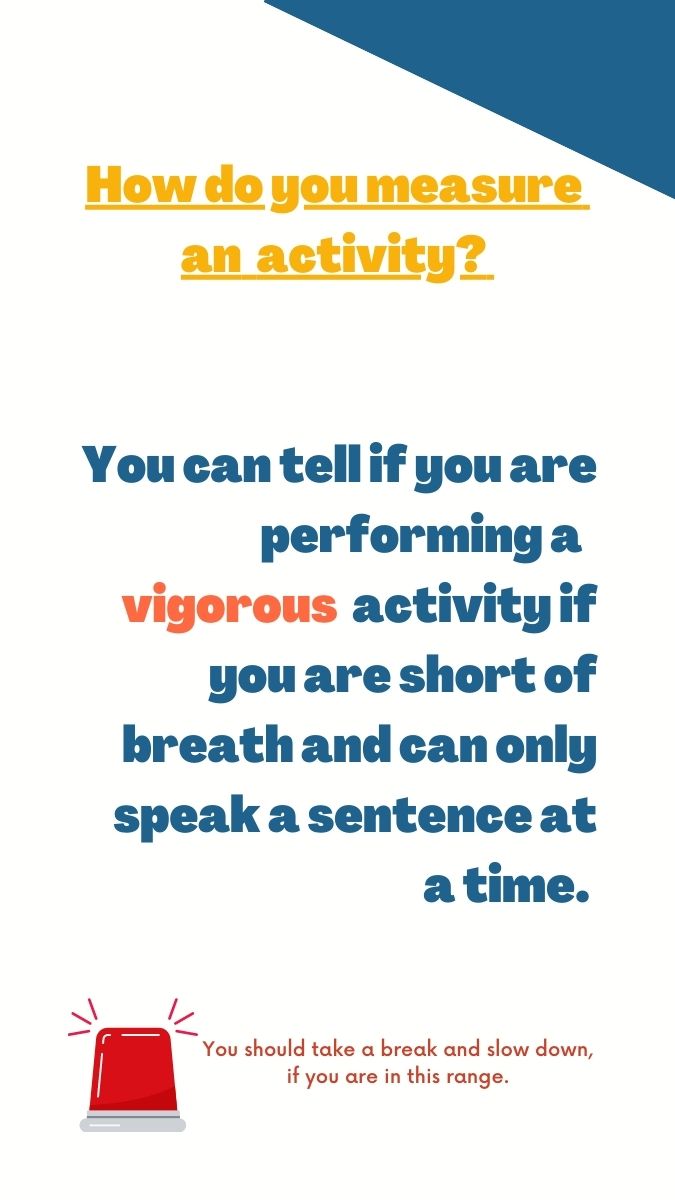 How do you measure
an activity?
You can tell if you are
performing a
vigorous activity if
you are short of
breath and can only
speak a sentence at
a time.
You should take a break and slow down,
if you are in this range.